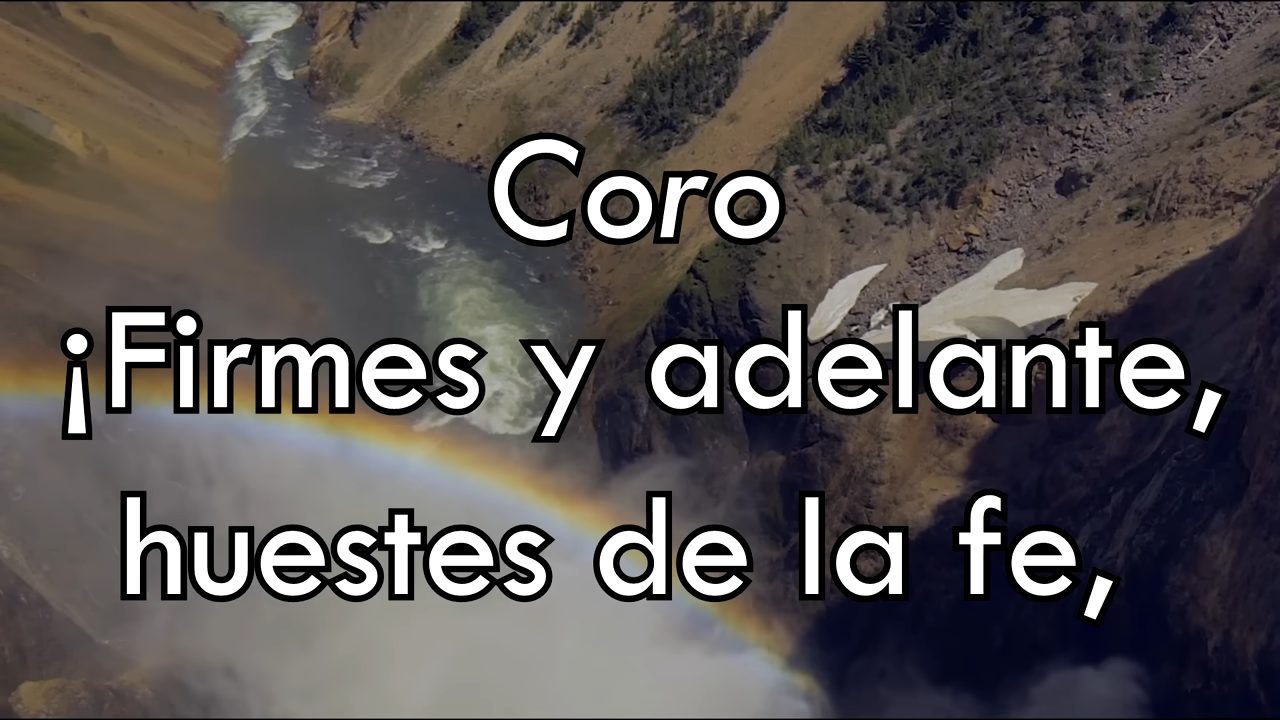 Coro
¡Firmes y adelante,
huestes de la fe,